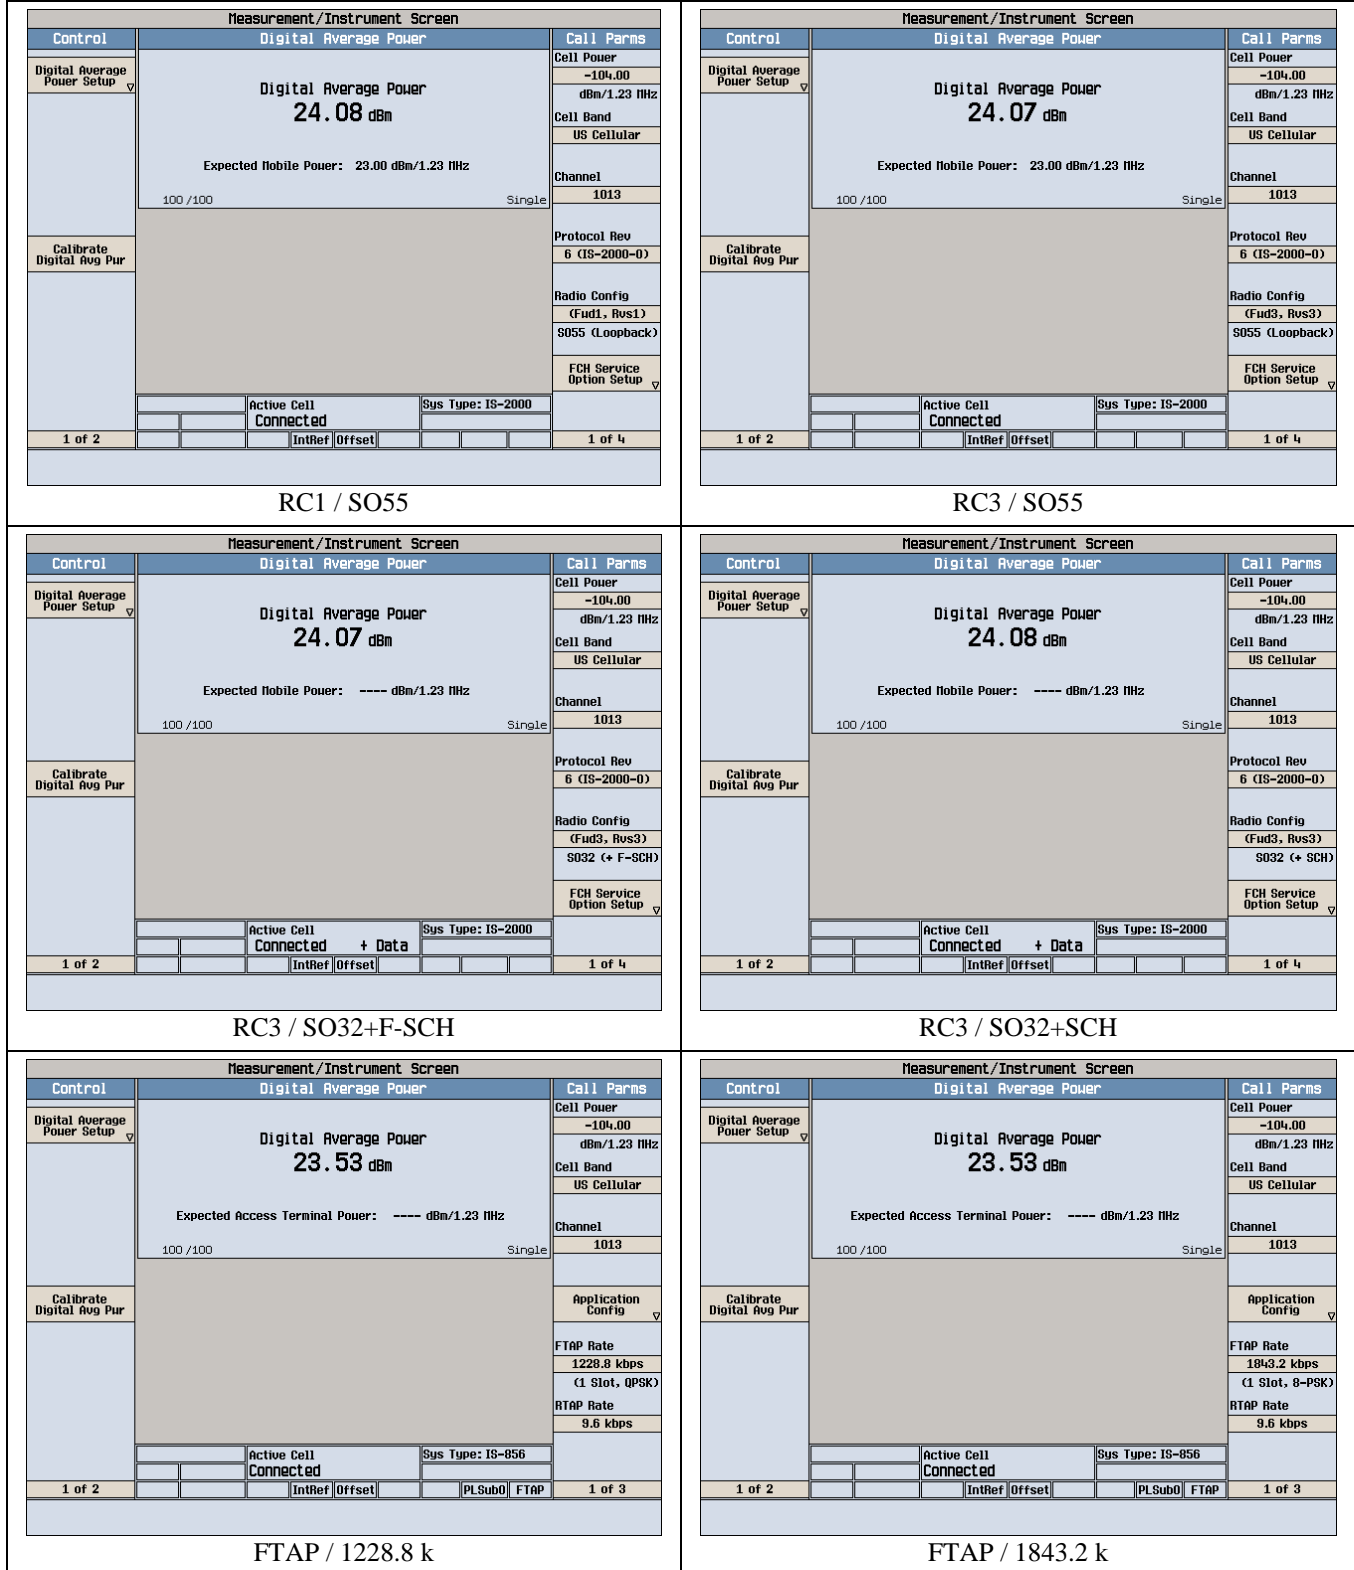 Measurement/Instrument Screen
Control
Digital Average Power
Call Parms
Digital Average
Power Setup
Digital Average Power
24.08 dBm
Expected Mobile Power: 23.00 dBm/1.23 MHz
100 /100
Single
Calibrate
Digital Avg Pwr
Cell Power
-104.00
dBm/1.23 MHz
Cell Band
US Cellular
Channel
1013
Protocol Rev
6 (IS-2000-0)
Radio Config
(Fwd1, Rvs1)
SO55 (Loopback)
FCH Service
Option Setup
Active Cell
Connected
Sys Type: IS-2000
1 of 2
IntRef Offset
1 of 4
RC1 / SO55
Measurement/Instrument Screen
Control
Digital Average Power
Call Parms
Digital Average
Power Setup
Digital Average Power
24.07 dBm
Expected Mobile Power: 23.00 dBm/1.23 MHz
100 /100
Single
Calibrate
Digital Avg Pwr
Cell Power
-104.00
dBm/1.23 MHz
Cell Band
US Cellular
Channel
1013
Protocol Rev
6 (IS-2000-0)
Radio Config
(Fwd3, Rvs3)
SO55 (Loopback)
FCH Service
Option Setup
Active Cell
Connected
Sys Type: IS-2000
1 of 2
IntRef Offset
1 of 4
RC3 / SO55
Measurement/Instrument Screen
Control
Digital Average Power
Call Parms
Digital Average
Power Setup
Digital Average Power
24.07 dBm
Expected Mobile Power: ---- dBm/1.23 MHz
100 /100
Single
Calibrate
Digital Avg Pwr
Cell Power
-104.00
dBm/1.23 MHz
Cell Band
US Cellular
Channel
1013
Protocol Rev
6 (IS-2000-0)
Radio Config
(Fwd3, Rvs3)
SO32 (+ F-SCH)
FCH Service
Option Setup
Active Cell
Connected + Data
Sys Type: IS-2000
1 of 2
IntRef Offset
1 of 4
RC3 / SO32+F-SCH
Measurement/Instrument Screen
Control
Digital Average Power
Call Parms
Digital Average
Power Setup
Digital Average Power
24.08 dBm
Expected Mobile Power: ---- dBm/1.23 MHz
100 /100
Single
Calibrate
Digital Avg Pwr
Cell Power
-104.00
dBm/1.23 MHz
Cell Band
US Cellular
Channel
1013
Protocol Rev
6 (IS-2000-0)
Radio Config
(Fwd3, Rvs3)
SO32 (+ SCH)
FCH Service
Option Setup
Active Cell
Connected + Data
Sys Type: IS-2000
1 of 2
IntRef Offset
1 of 4
RC3 / SO32+SCH
Measurement/Instrument Screen
Control
Digital Average Power
Call Parms
Digital Average
Power Setup
Digital Average Power
23.53 dBm
Expected Access Terminal Power: ---- dBm/1.23 MHz
100 /100
Single
Calibrate
Digital Avg Pwr
Cell Power
-104.00
dBm/1.23 MHz
Cell Band
US Cellular
Channel
1013
Application
Config
FTAP Rate
1228.8 kbps
(1 Slot, QPSK)
RTAP Rate
9.6 kbps
Active Cell
Connected
Sys Type: IS-856
1 of 2
IntRef Offset
PLSub0 FTAP
1 of 3
FTAP / 1228.8 k
Measurement/Instrument Screen
Control
Digital Average Power
Call Parms
Digital Average
Power Setup
Digital Average Power
23.53 dBm
Expected Access Terminal Power: ---- dBm/1.23 MHz
100 /100
Single
Calibrate
Digital Avg Pwr
Cell Power
-104.00
dBm/1.23 MHz
Cell Band
US Cellular
Channel
1013
Application
Config
FTAP Rate
1843.2 kbps
(1 Slot, 8-PSK)
RTAP Rate
9.6 kbps
Active Cell
Connected
Sys Type: IS-856
1 of 2
IntRef Offset
PLSub0 FTAP
1 of 3
FTAP / 1843.2 k